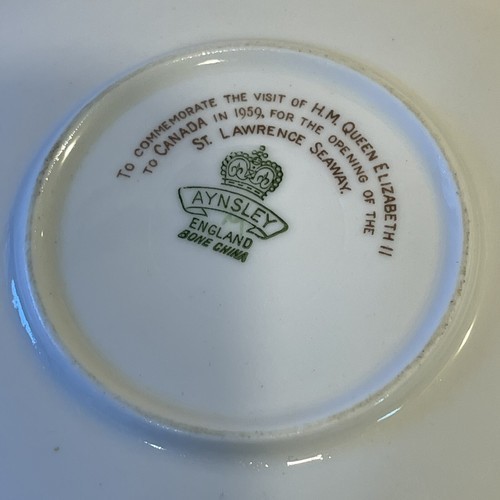 TO COMMEMORATE THE VISIT OF H.M. QUEEN ELIZABETH II
TO CANADA IN 1959, FOR THE OPENING OF THE
ST. LAWRENCE SEAWAY.
AYNSLEY
ENGLAND
BONE CHINA